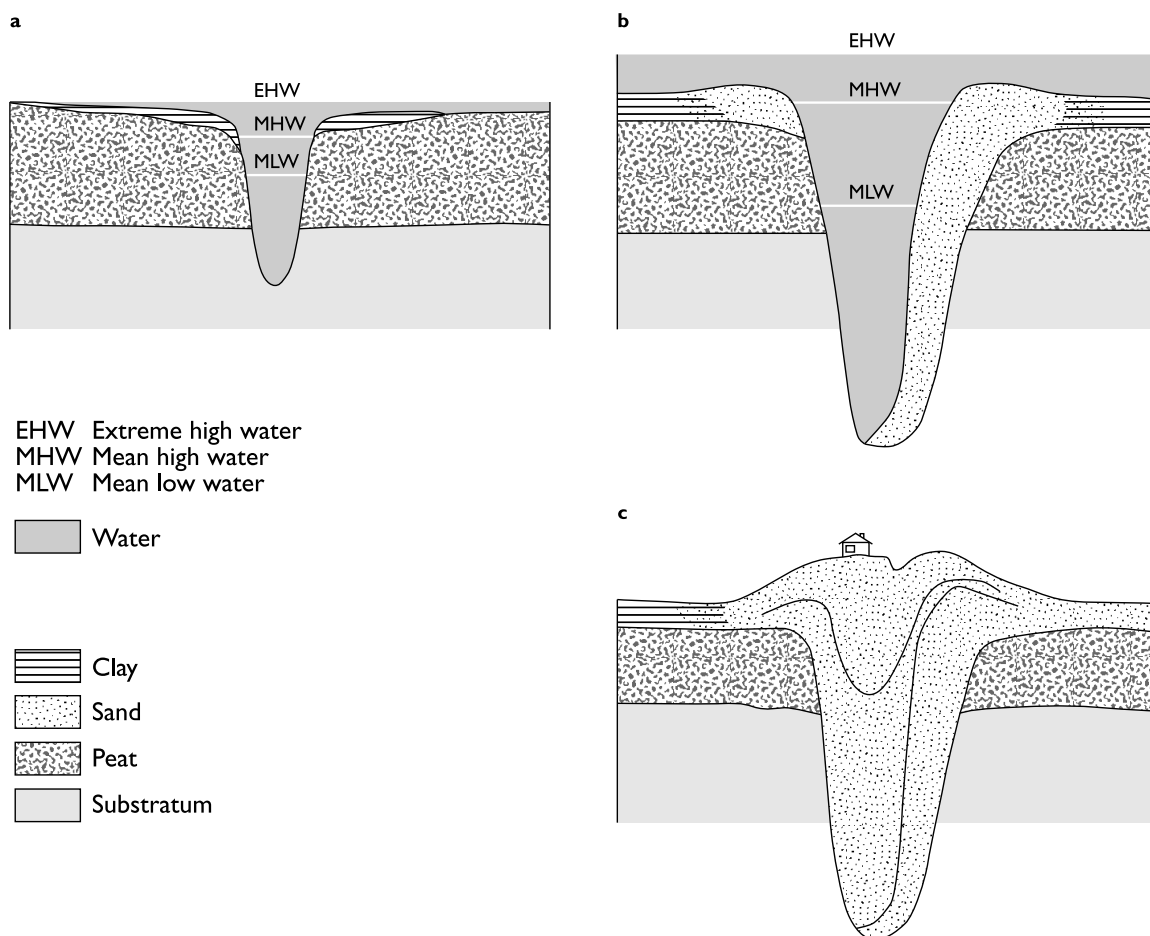 a
EHW
MHW
MLW
b
EHW
MHW
MLW
EHW Extreme high water
MHW Mean high water
MLW Mean low water
Water
Clay
Sand
Peat
Substratum
c